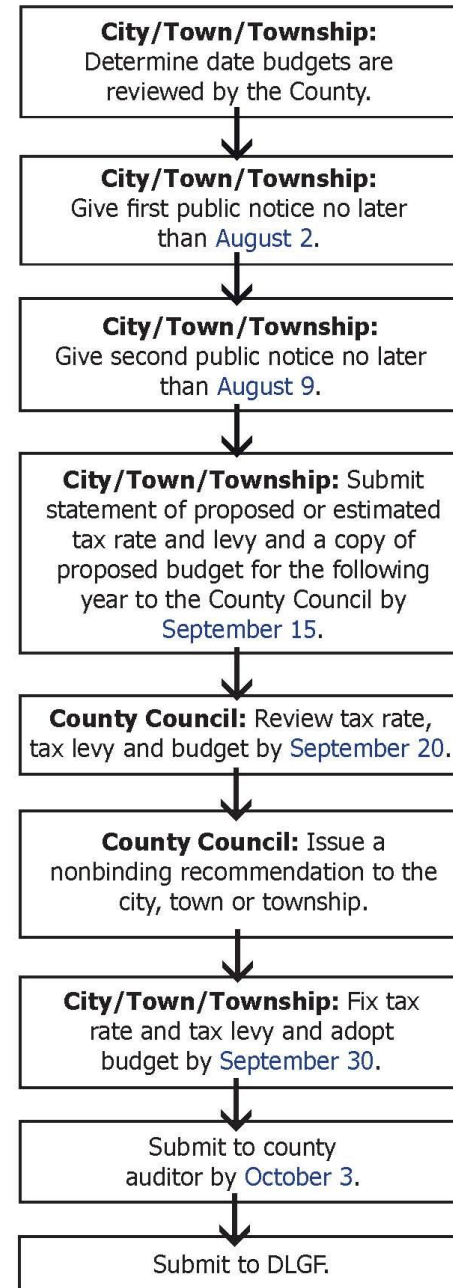 City/Town/Township:
Determine date budgets are
reviewed by the County.
City/Town/Township:
Give first public notice no later
than August 2.
City/Town/Township:
Give second public notice no later
than August 9.
City/Town/Township: Submit
statement of proposed or estimated
tax rate and levy and a copy of
proposed budget for the following
year to the County Council by
September 15.
County Council: Review tax rate,
tax levy and budget by September 20.
County Council: Issue a
nonbinding recommendation to the
city, town or township.
City/Town/Township: Fix tax
rate and tax levy and adopt
budget by September 30.
Submit to county
auditor by October 3.
Submit to DLGF.